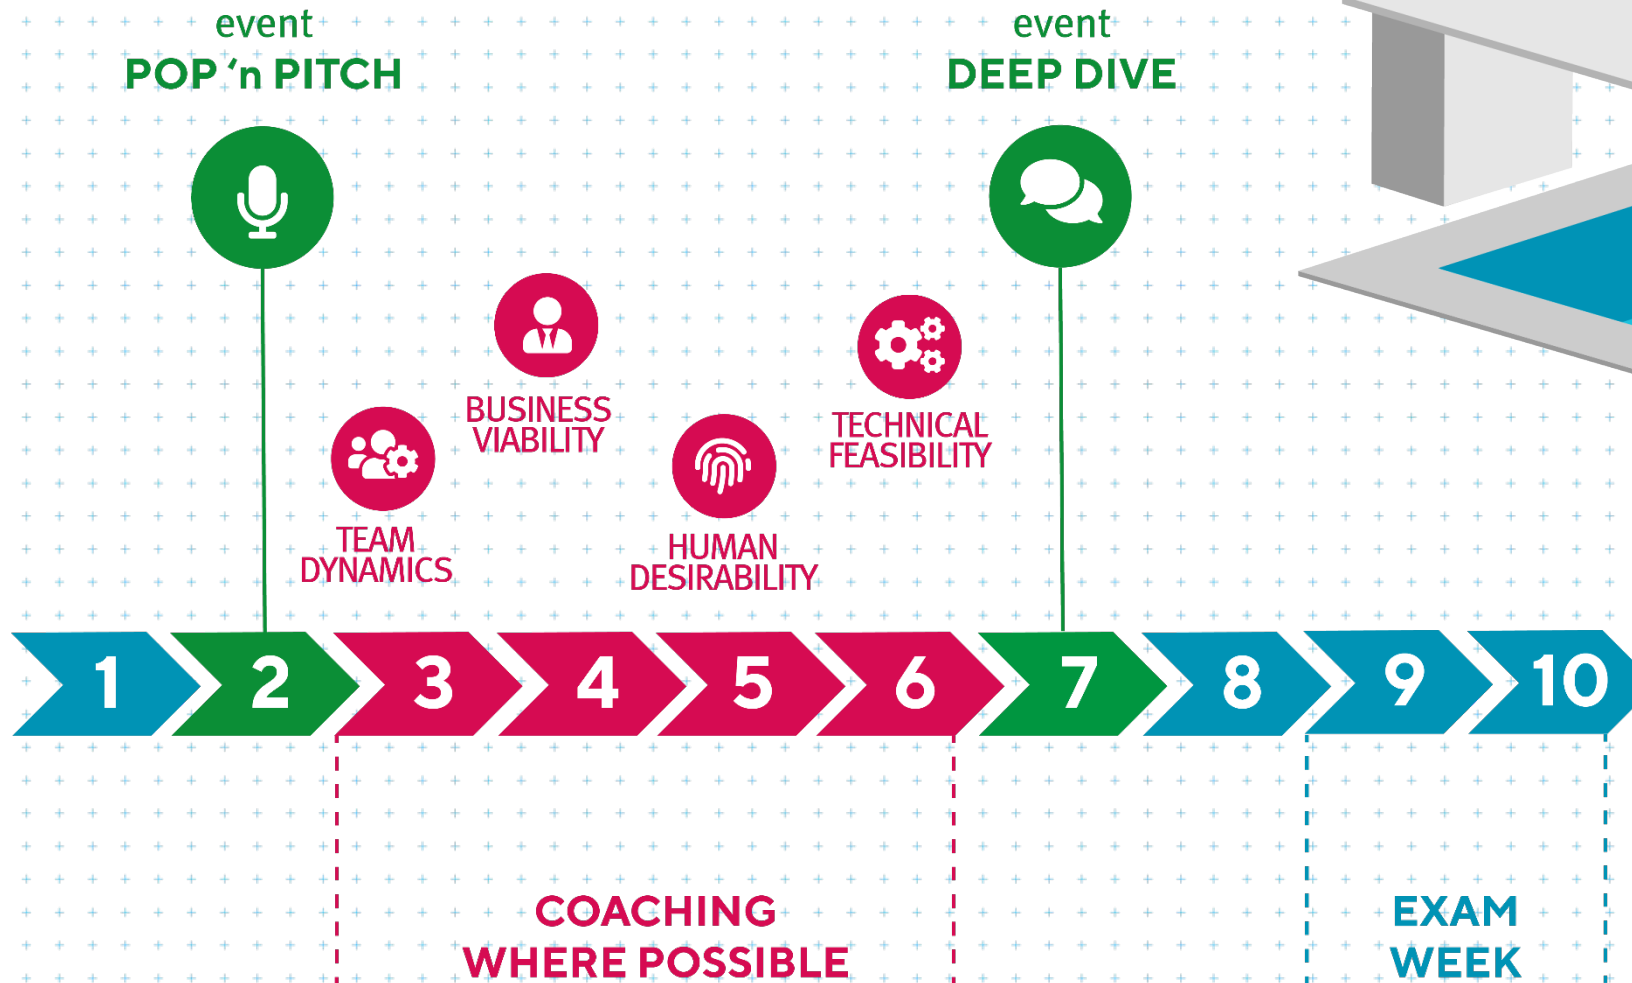 event
POP ‘n PITCH
event
DEEP DIVE
BUSINESS
VIABILITY
TECHNICAL
FEASIBILITY
TEAM
DYNAMICS
HUMAN
DESIRABILITY
1 2 3 4 5 6 7 8 9 10
COACHING
WHERE POSSIBLE
EXAM
WEEK